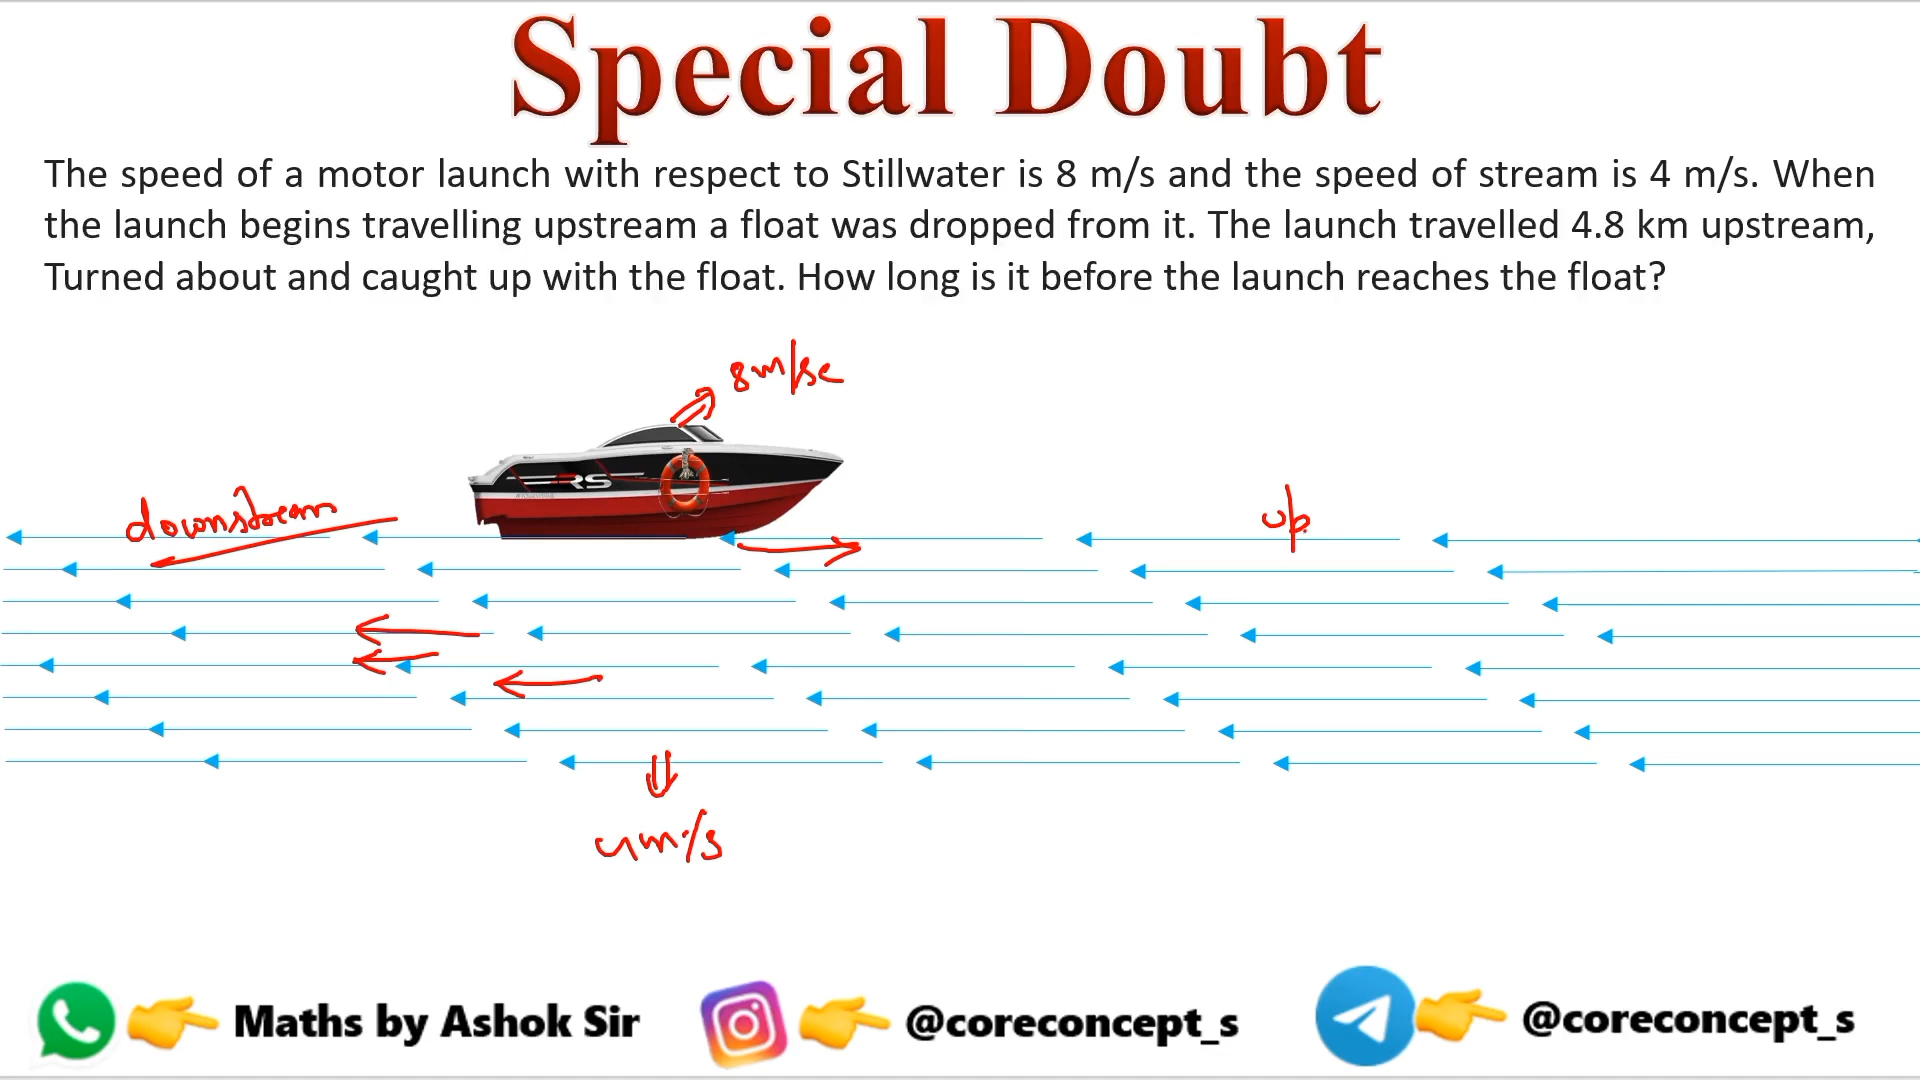 Special Doubt
The speed of a motor launch with respect to Stillwater is 8 m/s and the speed of stream is 4 m/s. When
the launch begins travelling upstream a float was dropped from it. The launch travelled 4.8 km upstream,
Turned about and caught up with the float. How long is it before the launch reaches the float?
8m/se
RS
downstream
up
4m/s
Maths by Ashok Sir
@coreconcept_s
@coreconcept_s